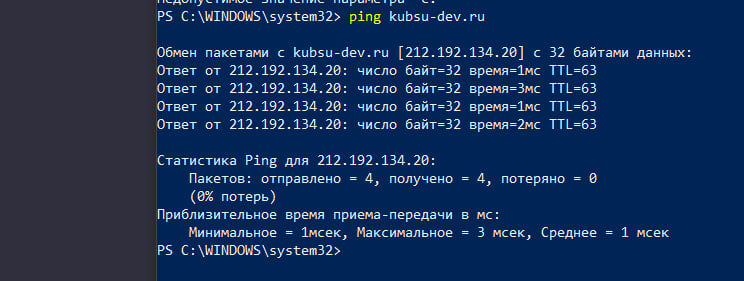 Недопустимое значение параметра -c.
PS C:\WINDOWS\system32> ping kubsu-dev.ru
Обмен пакетами с kubsu-dev.ru [212.192.134.20] с 32 байтами данных:
Ответ от 212.192.134.20: число байт=32 время=1мс TTL=63
Ответ от 212.192.134.20: число байт=32 время=3мс TTL=63
Ответ от 212.192.134.20: число байт=32 время=1мс TTL=63
Ответ от 212.192.134.20: число байт=32 время=2мс TTL=63
Статистика Ping для 212.192.134.20:
Пакетов: отправлено = 4, получено = 4, потеряно = 0
(0% потерь)
Приблизительное время приема-передачи в мс:
Минимальное = 1мсек, Максимальное = 3 мсек, Среднее = 1 мсек
PS C:\WINDOWS\system32>